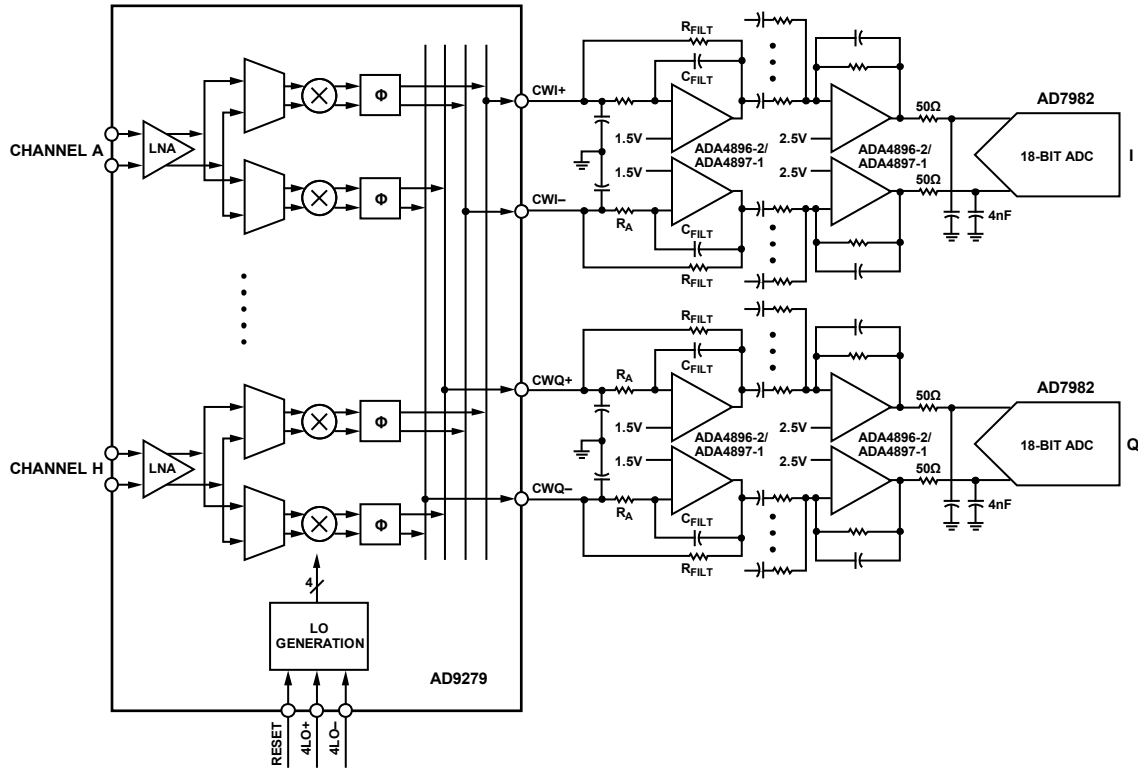 CHANNEL A
LNA
Φ
Φ
CHANNEL H
LNA
Φ
Φ
4
LO
GENERATION
AD9279
RESET
4LO+
4LO–
CWI+
CWI–
CWQ+
CWQ–
RFILT
CFILT
1.5V
ADA4896-2/
ADA4897-1
1.5V
RA
CFILT
RFILT
2.5V
ADA4896-2/
ADA4897-1
2.5V
50Ω
50Ω
4nF
AD7982
18-BIT ADC
I
RFILT
CFILT
RA
1.5V
ADA4896-2/
ADA4897-1
1.5V
RA
CFILT
RFILT
2.5V
ADA4896-2/
ADA4897-1
2.5V
50Ω
50Ω
4nF
AD7982
18-BIT ADC
Q